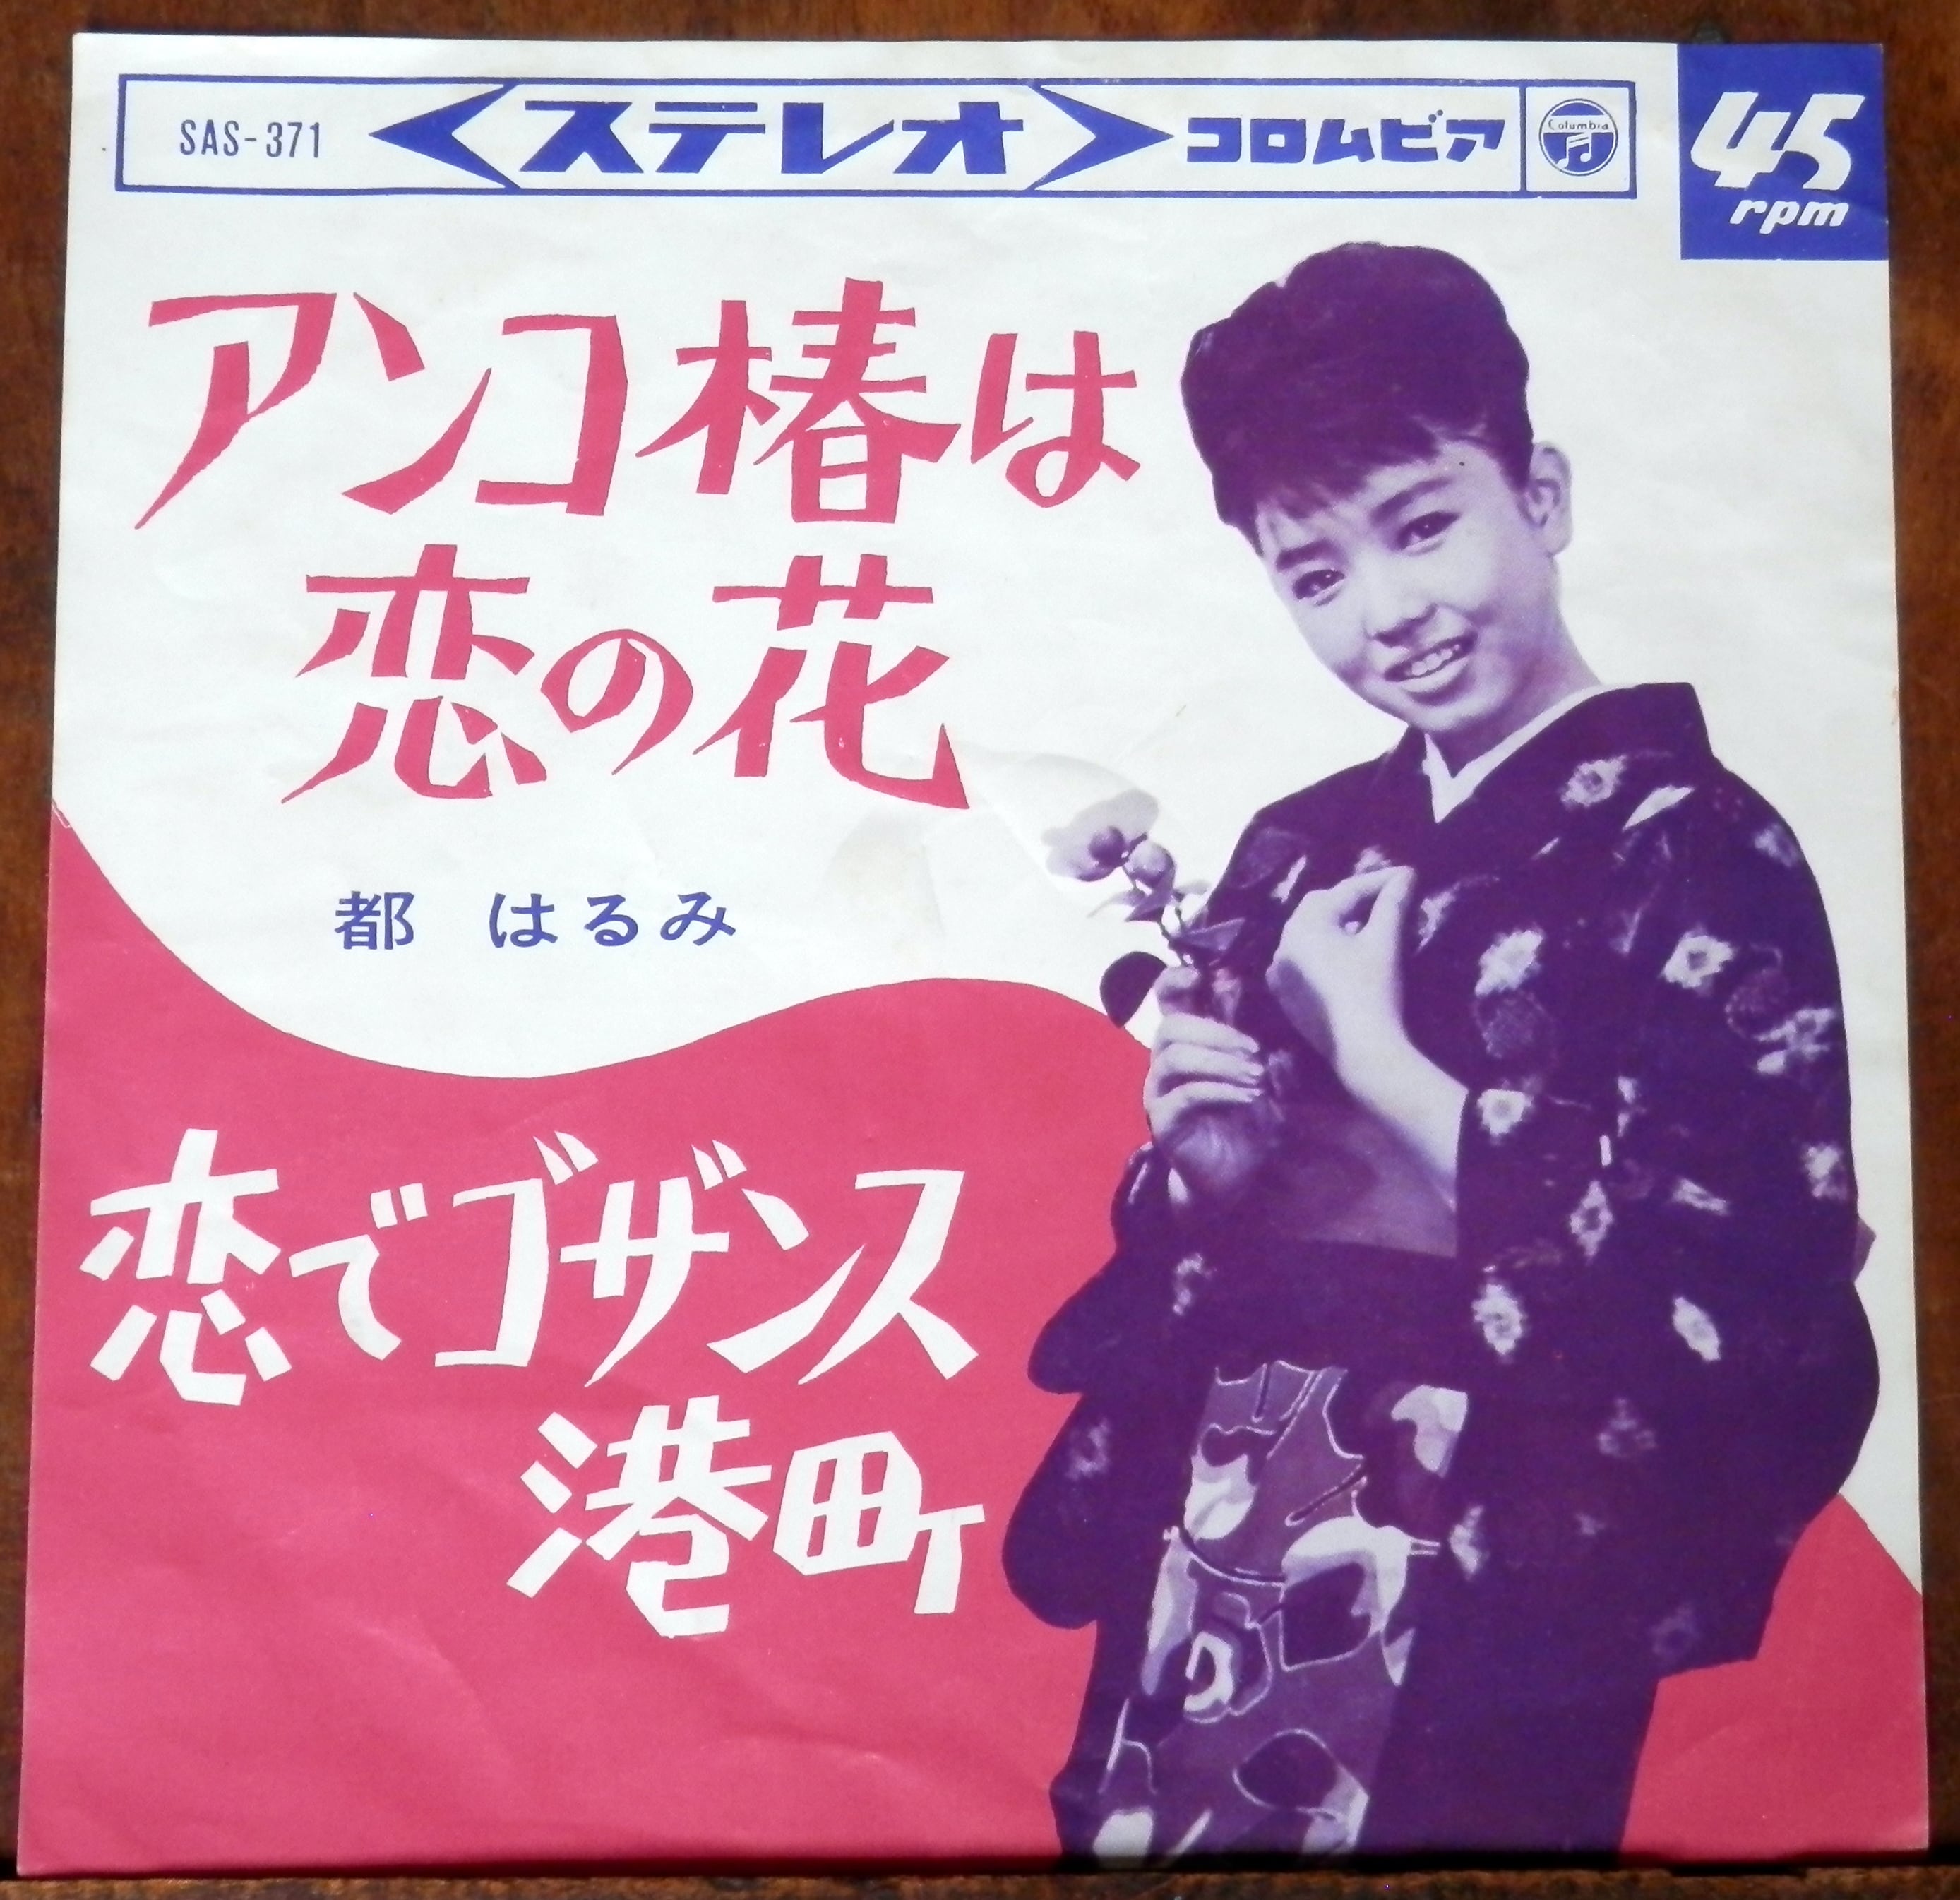 SAS-371 ステレオ コロムビア Columbia
45
rpm
アンコ椿は
恋の花
都 はるみ
恋でゴザンス
港町